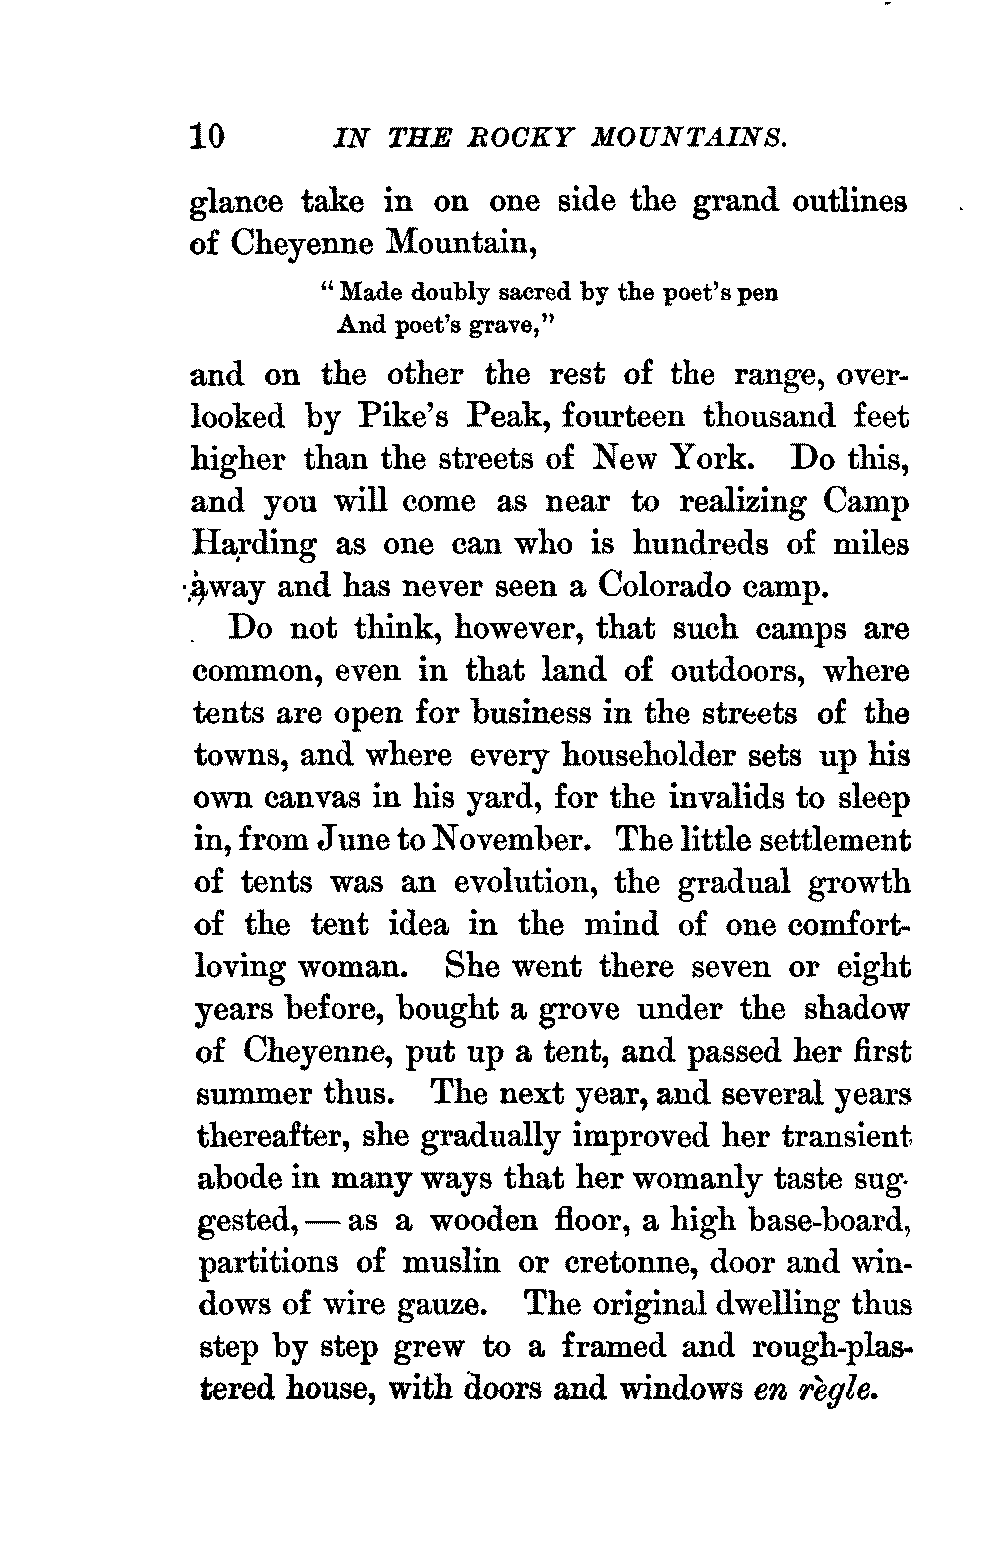 10 IN THE ROCKY MOUNTAINS.
glance take in on one side the grand outlines
of Cheyenne Mountain,
“Made doubly sacred by the poet’s pen
And poet’s grave,”
and on the other the rest of the range, over-
looked by Pike’s Peak, fourteen thousand feet
higher than the streets of New York. Do this,
and you will come as near to realizing Camp
Harding as one can who is hundreds of miles
away and has never seen a Colorado camp.
Do not think, however, that such camps are
common, even in that land of outdoors, where
tents are open for business in the streets of the
towns, and where every householder sets up his
own canvas in his yard, for the invalids to sleep
in, from June to November. The little settlement
of tents was an evolution, the gradual growth
of the tent idea in the mind of one comfort-
loving woman. She went there seven or eight
years before, bought a grove under the shadow
of Cheyenne, put up a tent, and passed her first
summer thus. The next year, and several years
thereafter, she gradually improved her transient
abode in many ways that her womanly taste sug-
gested, — as a wooden floor, a high base-board,
partitions of muslin or cretonne, door and win-
dows of wire gauze. The original dwelling thus
step by step grew to a framed and rough-plas-
tered house, with doors and windows en règle.